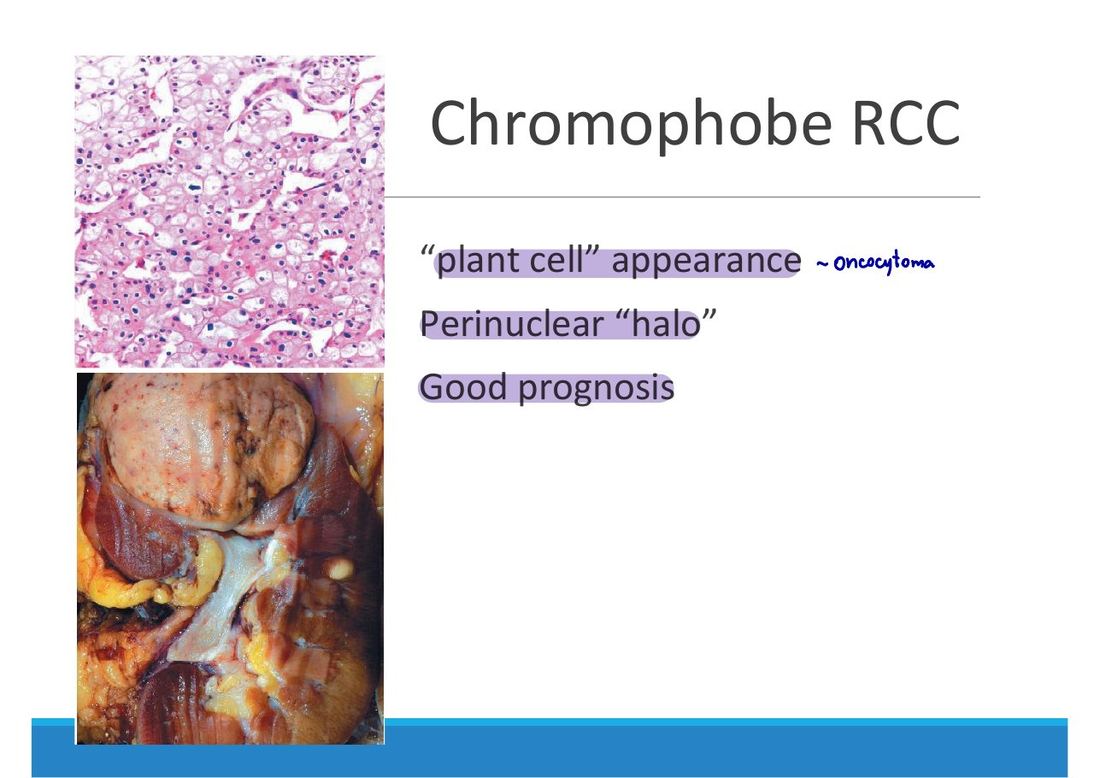 Chromophobe RCC
“plant cell” appearance ~ oncocytoma
Perinuclear “halo”
Good prognosis